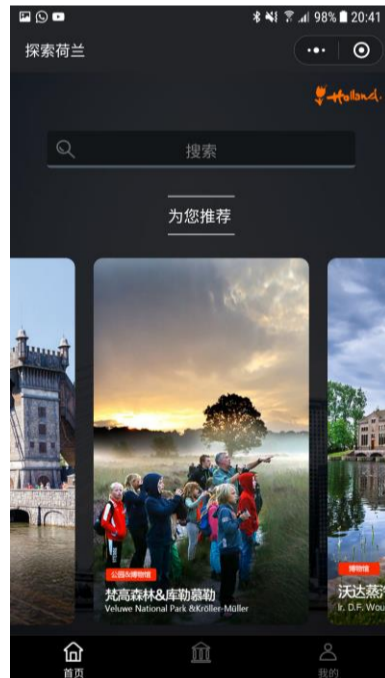 98% 20:41
探索荷兰
Holland.
搜索
为您推荐
公园&博物馆
梵高森林&库勒慕勒
Veluwe National Park &Kröller-Müller
博物馆
沃达蒸汽
Ir. D.F. Wou
首页
我的